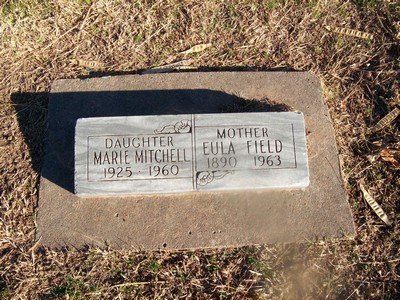 DAUGHTER
MARIE MITCHELL
1925 - 1960
MOTHER
EULA FIELD
1890 1963